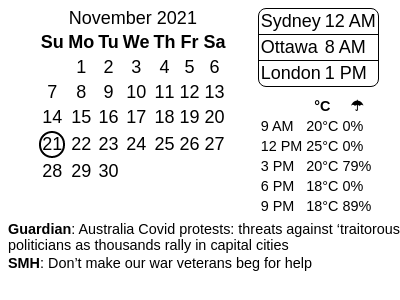 November 2021
Su Mo Tu We Th Fr Sa
1 2 3 4 5 6
7 8 9 10 11 12 13
14 15 16 17 18 19 20
21 22 23 24 25 26 27
28 29 30
Sydney 12 AM
Ottawa 8 AM
London 1 PM
°C ☂
9 AM 20°C 0%
12 PM 25°C 0%
3 PM 20°C 79%
6 PM 18°C 0%
9 PM 18°C 89%
Guardian: Australia Covid protests: threats against ‘traitorous
politicians as thousands rally in capital cities
SMH: Don’t make our war veterans beg for help